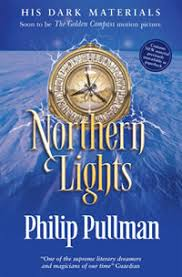 HIS DARK MATERIALS
Soon to be The Golden Compass motion picture.
Northern
Lights
Philip Pullman
"One of the supreme literary dreamers
and magicians of our time" Guardian